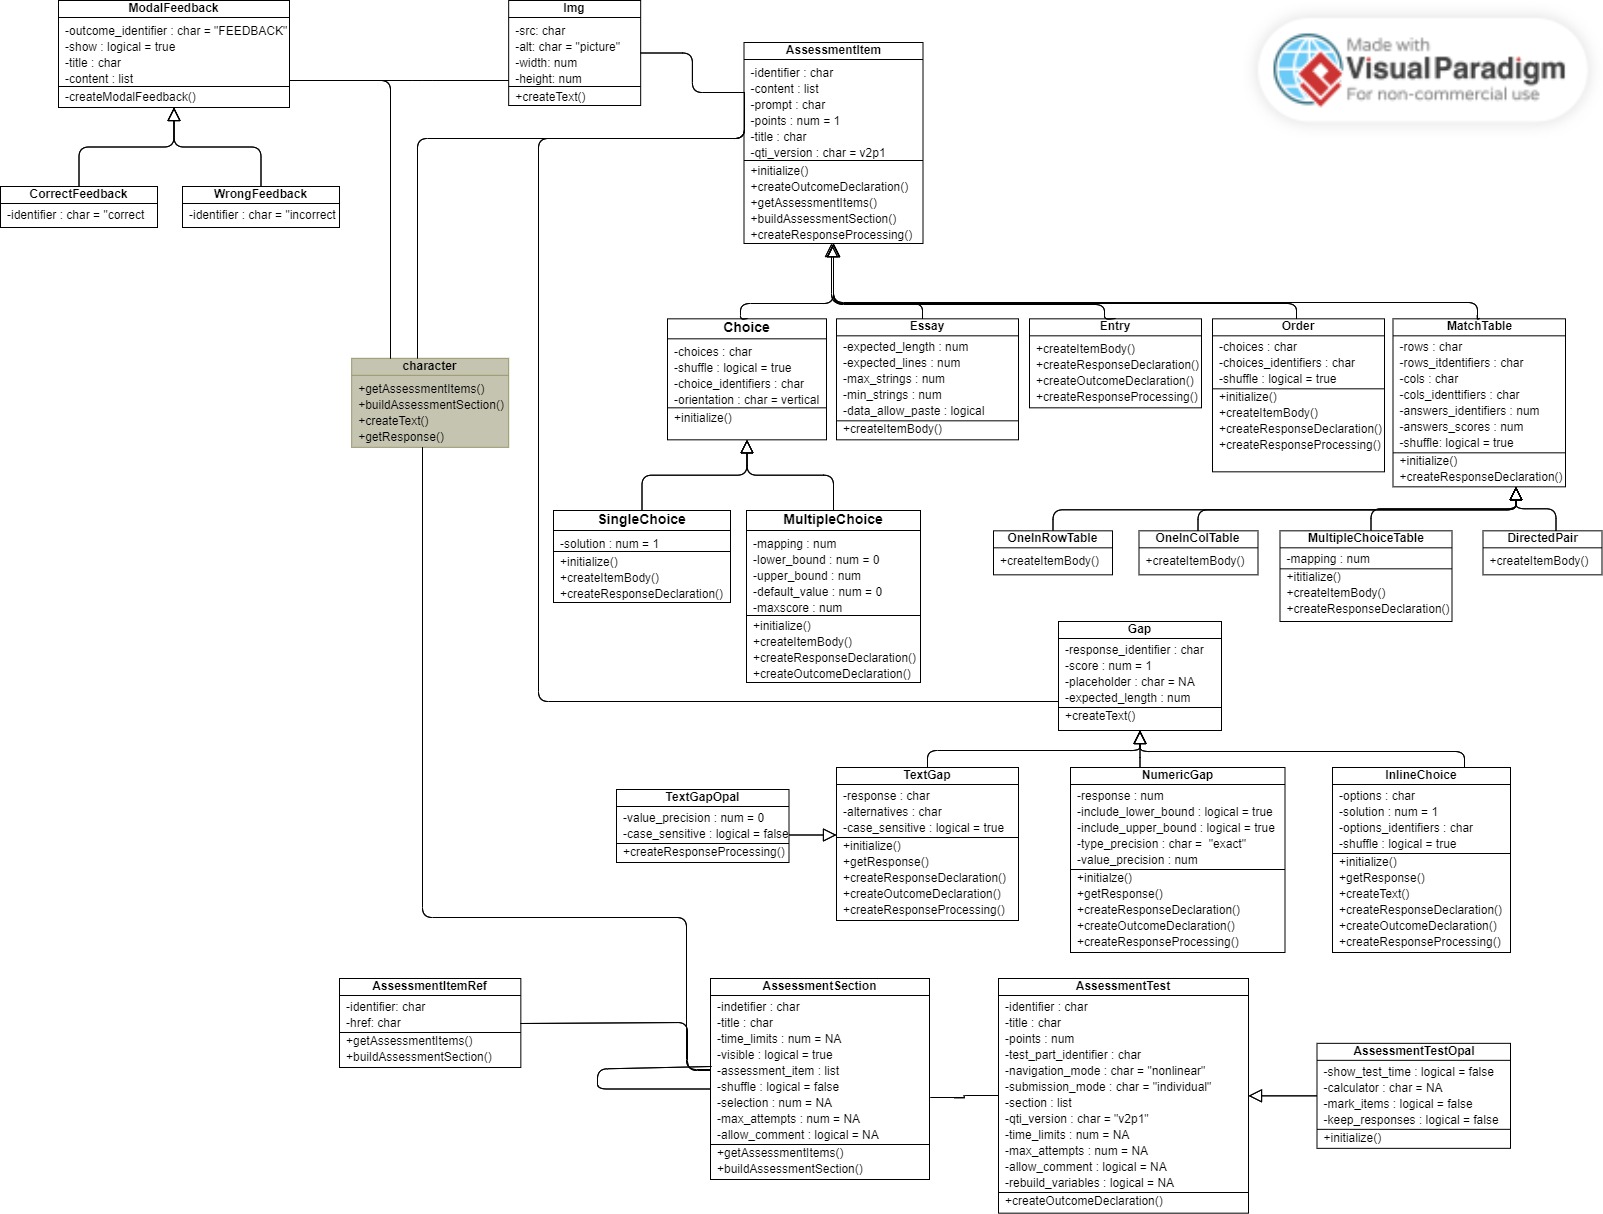 ModalFeedback
-outcome_identifier : char = "FEEDBACK"
-show : logical = true
-title : char
-content : list
-createModalFeedback()
Img
-src: char
-alt: char = "picture"
-width: num
-height: num
+createText()
AssessmentItem
-identifier : char
-content : list
-prompt : char
-points : num = 1
-title : char
-qti_version : char = v2p1
+initialize()
+createOutcomeDeclaration()
+getAssessmentItems()
+buildAssessmentSection()
+createResponseProcessing()
Made with
VisualParadigm
For non-commercial use
CorrectFeedback
-identifier : char = "correct
WrongFeedback
-identifier : char = "incorrect
character
+getAssessmentItems()
+buildAssessmentSection()
+createText()
+getResponse()
Choice
-choices : char
-shuffle : logical = true
-choice_identifiers : char
-orientation : char = vertical
+initialize()
Essay
-expected_length : num
-expected_lines : num
-max_strings : num
-min_strings : num
-data_allow_paste : logical
+createItemBody()
Entry
+createItemBody()
+createResponseDeclaration()
+createOutcomeDeclaration()
+createResponseProcessing()
Order
-choices : char
-choices_identifiers : char
-shuffle : logical = true
+initialize()
+createItemBody()
+createResponseDeclaration()
+createResponseProcessing()
MatchTable
-rows : char
-rows_itdentifiers : char
-cols : char
-cols_identtifiers : char
-answers_identifiers : num
-answers_scores : num
-shuffle: logical = true
+initialize()
+createResponseDeclaration()
SingleChoice
-solution : num = 1
+initialize()
+createItemBody()
+createResponseDeclaration()
MultipleChoice
-mapping : num
-lower_bound : num = 0
-upper_bound : num
-default_value : num = 0
-maxscore : num
+initialize()
+createItemBody()
+createResponseDeclaration()
+createOutcomeDeclaration()
OneInRowTable
+createItemBody()
OneInColTable
+createItemBody()
MultipleChoiceTable
-mapping : num
+ititialize()
+createItemBody()
+createResponseDeclaration()
DirectedPair
+createItemBody()
Gap
-response_identifier : char
-score : num = 1
-placeholder : char = NA
-expected_length : num
+createText()
TextGapOpal
-value_precision : num = 0
-case_sensitive : logical = false
+createResponseProcessing()
TextGap
-response : char
-alternatives : char
-case_sensitive : logical = true
+initialize()
+getResponse()
+createResponseDeclaration()
+createOutcomeDeclaration()
+createResponseProcessing()
NumericGap
-response : num
-include_lower_bound : logical = true
-include_upper_bound : logical = true
-type_precision : char = "exact"
-value_precision : num
+initialze()
+getResponse()
+createResponseDeclaration()
+createOutcomeDeclaration()
+createResponseProcessing()
InlineChoice
-options : char
-solution : num = 1
-options_identifiers : char
-shuffle : logical = true
+initialize()
+getResponse()
+createText()
+createResponseDeclaration()
+createOutcomeDeclaration()
+createResponseProcessing()
AssessmentItemRef
-identifier: char
-href: char
+getAssessmentItems()
+buildAssessmentSection()
AssessmentSection
-indetifier : char
-title : char
-time_limits : num = NA
-visible : logical = true
-assessment_item : list
-shuffle : logical = false
-selection : num = NA
-max_attempts : num = NA
-allow_comment : logical = NA
+getAssessmentItems()
+buildAssessmentSection()
AssessmentTest
-identifier : char
-title : char
-points : num
-test_part_identifier : char
-navigation_mode : char = "nonlinear"
-submission_mode : char = "individual"
-section : list
-qti_version : char = "v2p1"
-time_limits : num = NA
-max_attempts : num = NA
-allow_comment : logical = NA
-rebuild_variables : logical = NA
+createOutcomeDeclaration()
AssessmentTestOpal
-show_test_time : logical = false
-calculator : char = NA
-mark_items : logical = false
-keep_responses : logical = false
+initialize()